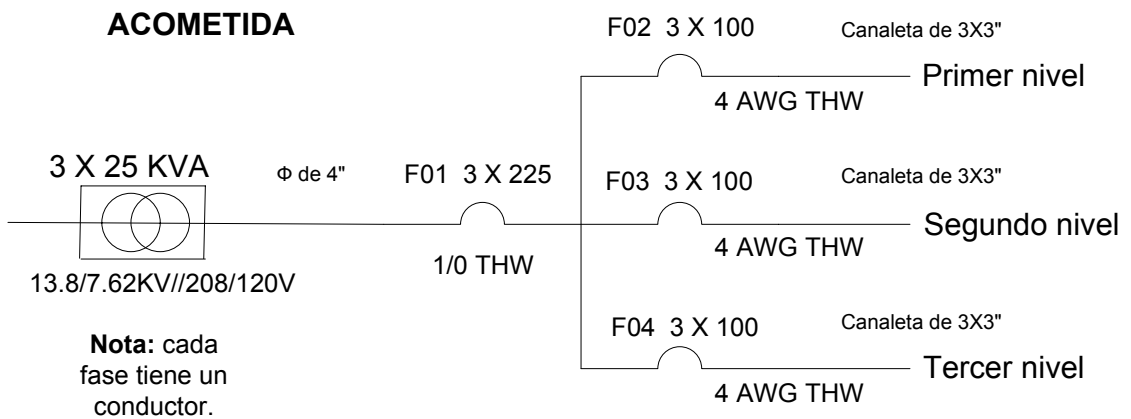 ACOMETIDA
F02 3 X 100
Canaleta de 3X3"
Primer nivel
4 AWG THW
3 X 25 KVA
Φ de 4"
F01 3 X 225
F03 3 X 100
Canaleta de 3X3"
Segundo nivel
1/0 THW
4 AWG THW
13.8/7.62KV//208/120V
F04 3 X 100
Canaleta de 3X3"
Tercer nivel
4 AWG THW
Nota: cada
fase tiene un
conductor.